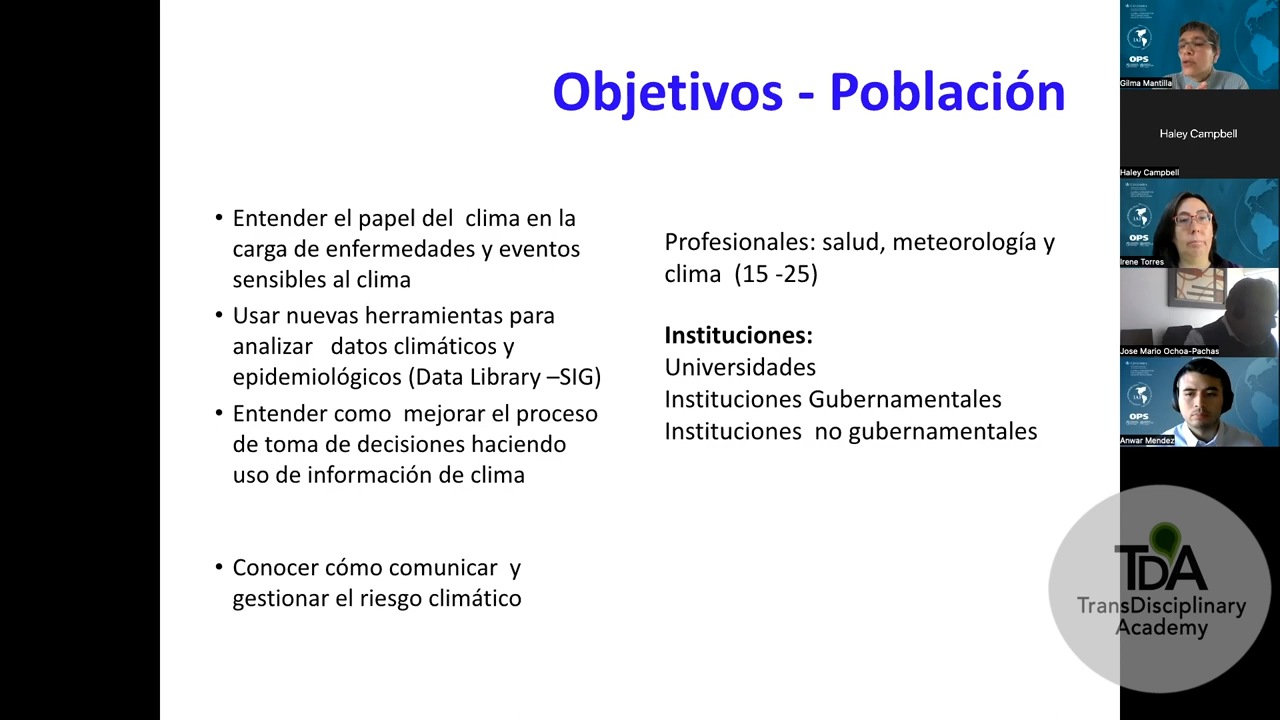 Objetivos - Población
• Entender el papel del  clima en la
carga de enfermedades y eventos
sensibles al clima
• Usar nuevas herramientas para
analizar   datos climáticos y
epidemiológicos (Data Library –SIG)
• Entender como  mejorar el proceso
de toma de decisiones haciendo
uso de información de clima
• Conocer cómo comunicar  y
gestionar el riesgo climático
Profesionales: salud, meteorología y
clima  (15 -25)
Instituciones:
Universidades
Instituciones Gubernamentales
Instituciones  no gubernamentales
IAI
OPS
Gilma Mantilla
Haley Campbell
Haley Campbell
IAI
OPS
Irene Torres
Jose Mario Ochoa-Pachas
IAI
OPS
Anwar Mendez
TDA
TransDisciplinary
Academy